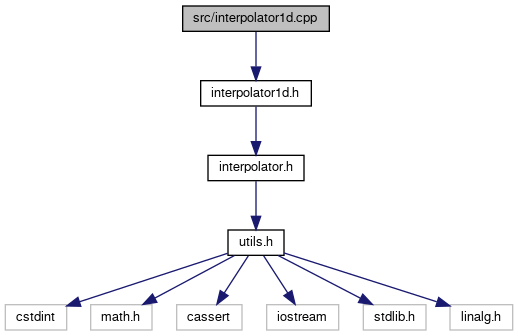 src/interpolator1d.cpp
interpolator1d.h
interpolator.h
utils.h
cstdint math.h cassert iostream stdlib.h linalg.h